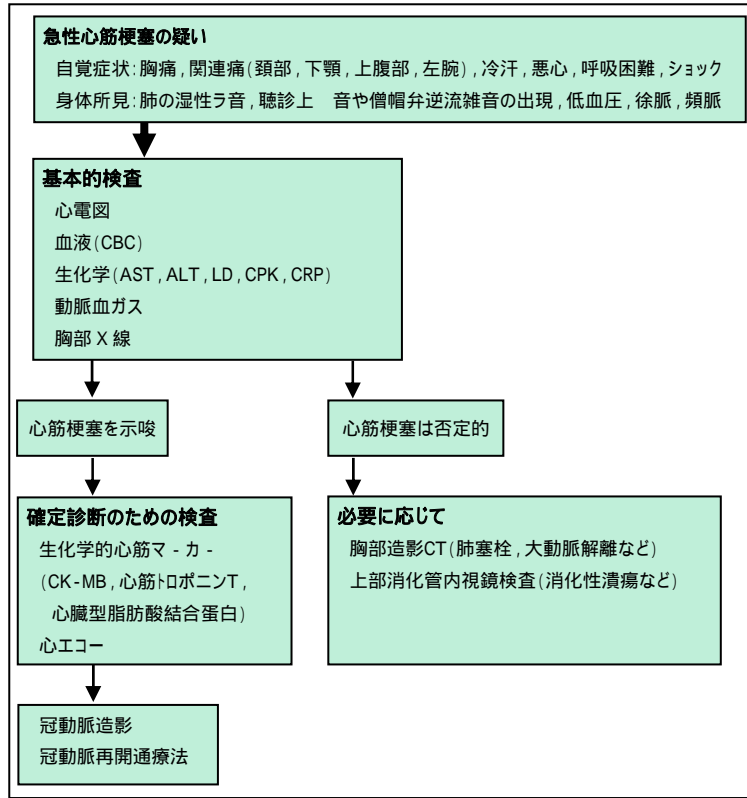 急性心筋梗塞の疑い
自覚症状:胸痛,関連痛(頚部,下顎,上腹部,左腕),冷汗,悪心,呼吸困難,ショック
身体所見:肺の湿性ラ音,聴診上　音や僧帽弁逆流雑音の出現,低血圧,徐脈,頻脈
基本的検査
心電図
血液(CBC)
生化学(AST,ALT,LD,CPK,CRP)
動脈血ガス
胸部X線
心筋梗塞を示唆
心筋梗塞は否定的
確定診断のための検査
生化学的心筋マ-カ-
(CK-MB,心筋トロポニンT,
心臓型脂肪酸結合蛋白)
心エコー
必要に応じて
胸部造影CT(肺塞栓,大動脈解離など)
上部消化管内視鏡検査(消化性潰瘍など)
冠動脈造影
冠動脈再開通療法